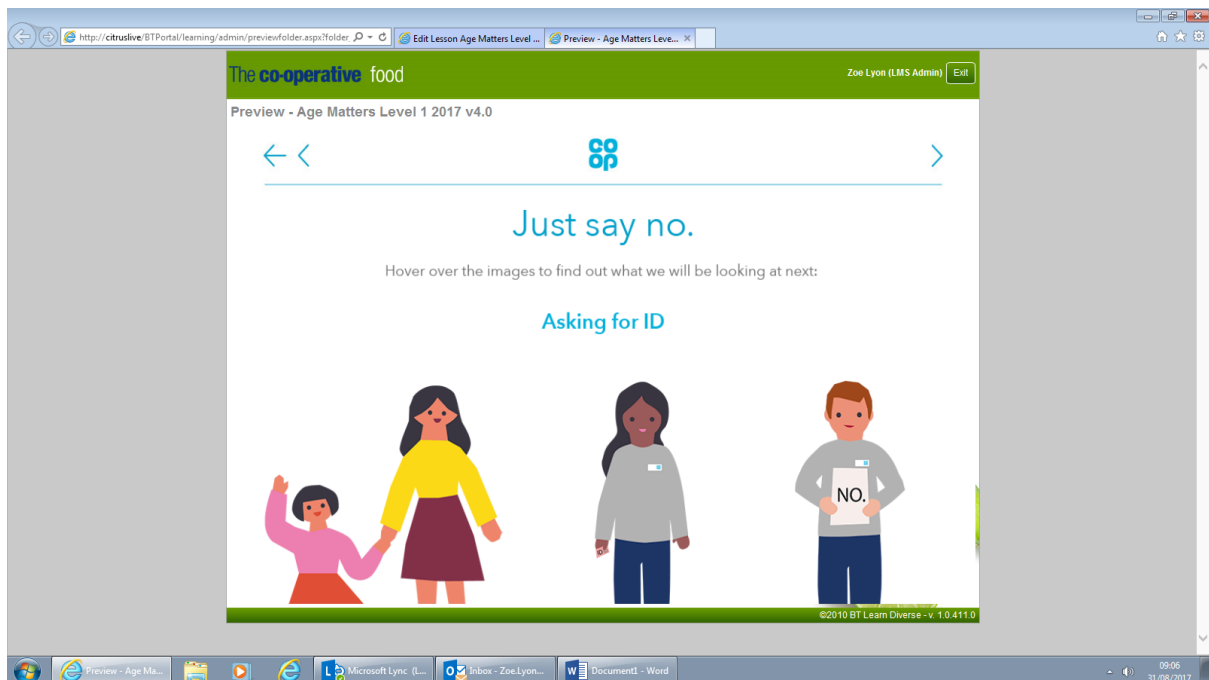 http://citruslive/BTPortal/learning/admin/previewfolder.aspx?folder
Edit Lesson Age Matters Level ...
Preview - Age Matters Leve...
The co-operative food
Zoe Lyon (LMS Admin)
Exit
Preview - Age Matters Level 1 2017 v4.0
co
op
Just say no.
Hover over the images to find out what we will be looking at next:
Asking for ID
NO.
©2010 BT Learn Diverse - v. 1.0.411.0
Preview - Age Ma...
Microsoft Lync (L...
Inbox - Zoe.Lyon...
Document1 - Word
09:06
31/08/2017